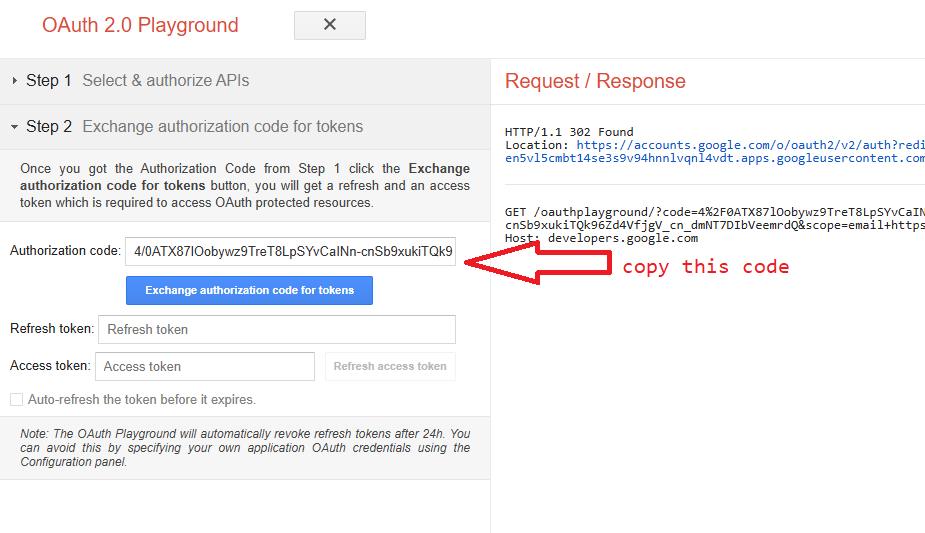 OAuth 2.0 Playground
Step 1 Select & authorize APIs
Step 2 Exchange authorization code for tokens
Once you got the Authorization Code from Step 1 click the Exchange
authorization code for tokens button, you will get a refresh and an access
token which is required to access OAuth protected resources.
Authorization code: 4/0ATX87lOobywz9TreT8LpSYvCaINn-cnSb9xukiTQk9
Exchange authorization code for tokens
Refresh token: Refresh token
Access token: Access token Refresh access token
Auto-refresh the token before it expires.
Note: The OAuth Playground will automatically revoke refresh tokens after 24h. You
can avoid this by specifying your own application OAuth credentials using the
Configuration panel.
Request / Response
HTTP/1.1 302 Found
Location: https://accounts.google.com/o/oauth2/v2/auth?redi
en5vl5cmbt14se3s9v94hnnlvqnl4vdt.apps.googleusercontent.com
GET /oauthplayground/?code=4%2F0ATX87lOobywz9TreT8LpSYvCaIN
cnSb9xukiTQk96Zd4VfjgV_cn_dmNT7DIbVeemrdQ&scope=email+https
Host: developers.google.com
copy this code